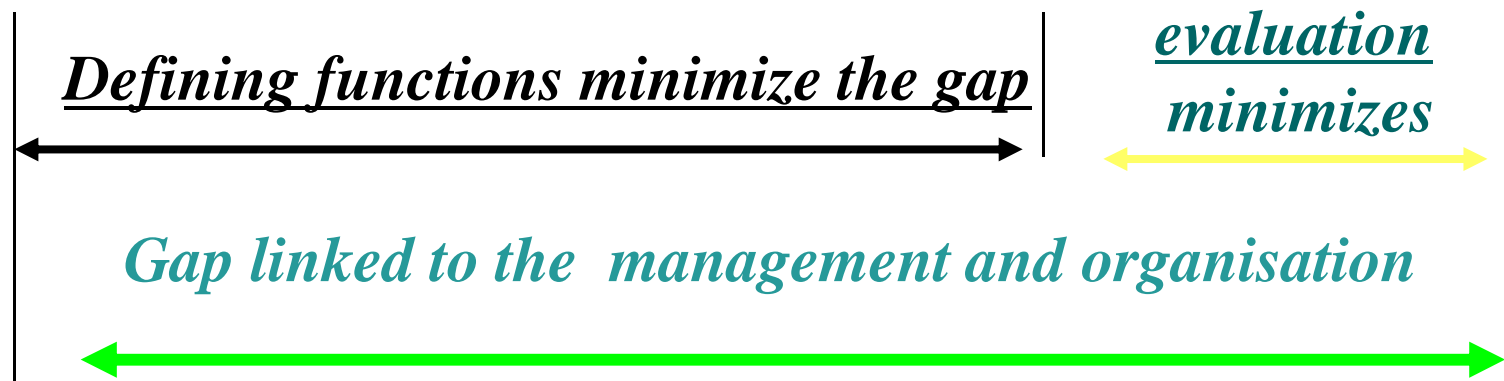 Defining functions minimize the gap
evaluation
minimizes
Gap linked to the management and organisation